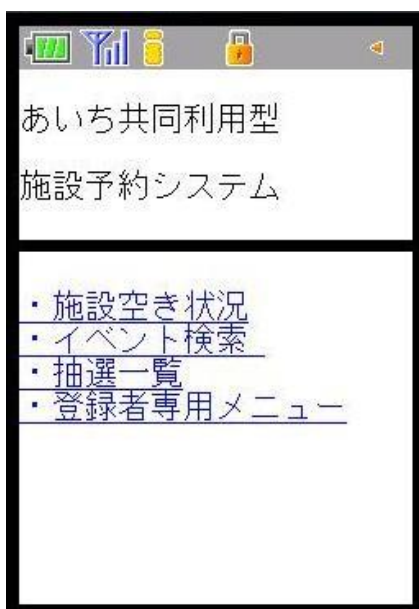 あいち共同利用型
施設予約システム
・施設空き状況
・イベント検索
・抽選一覧
・登録者専用メニュー